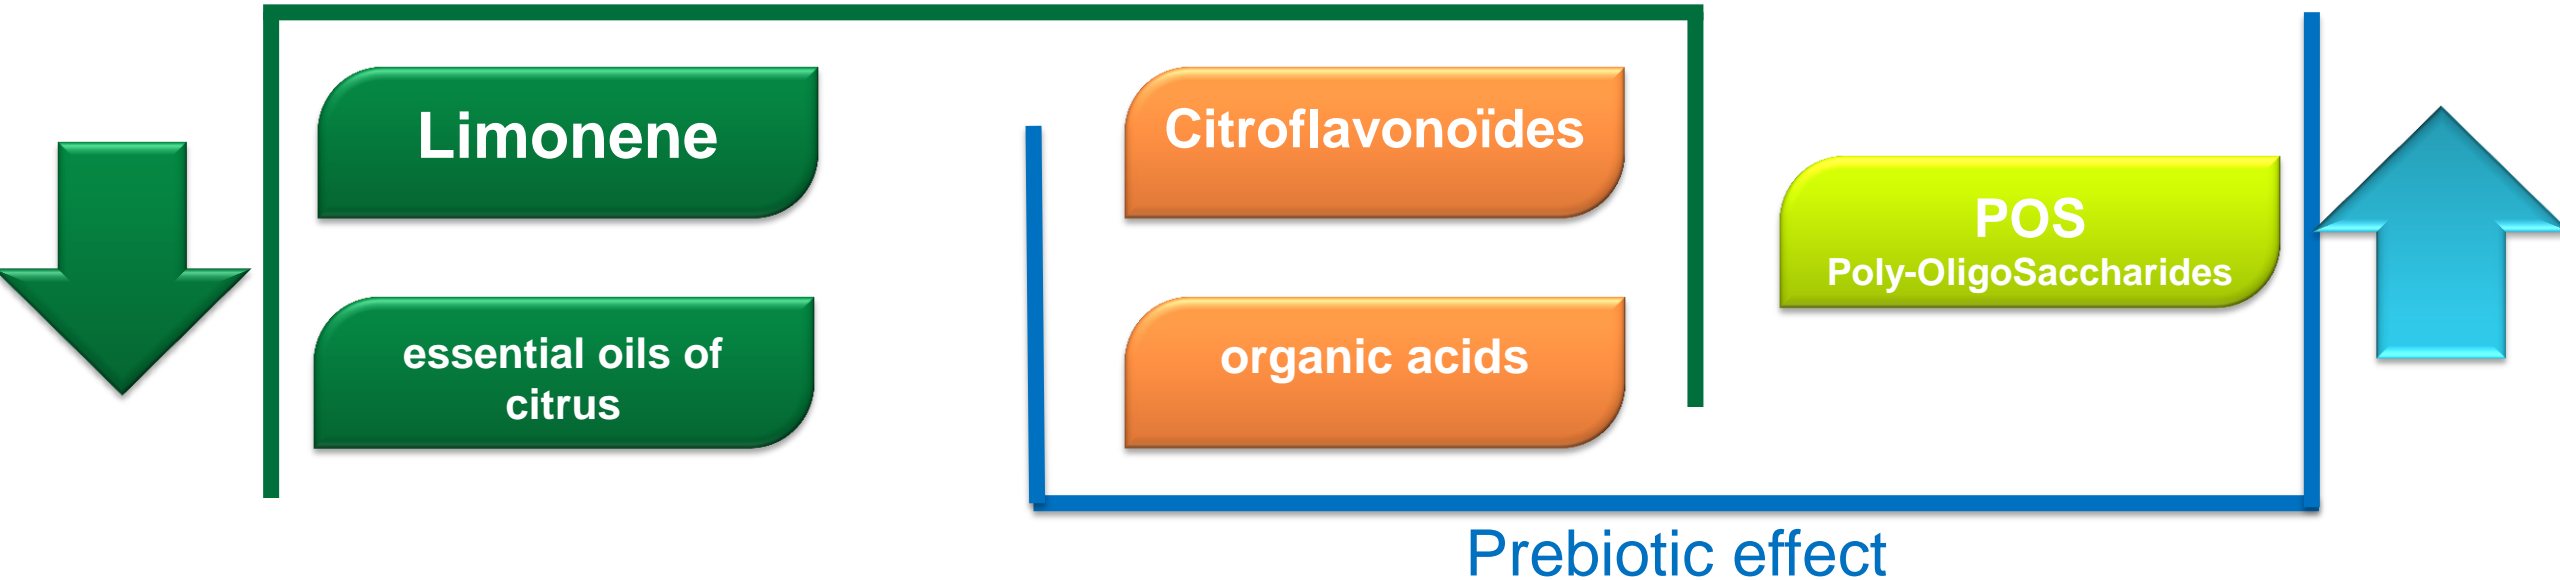 Limonene
Citroflavonoïdes
POS
Poly-OligoSaccharides
essential oils of
citrus
organic acids
Prebiotic effect